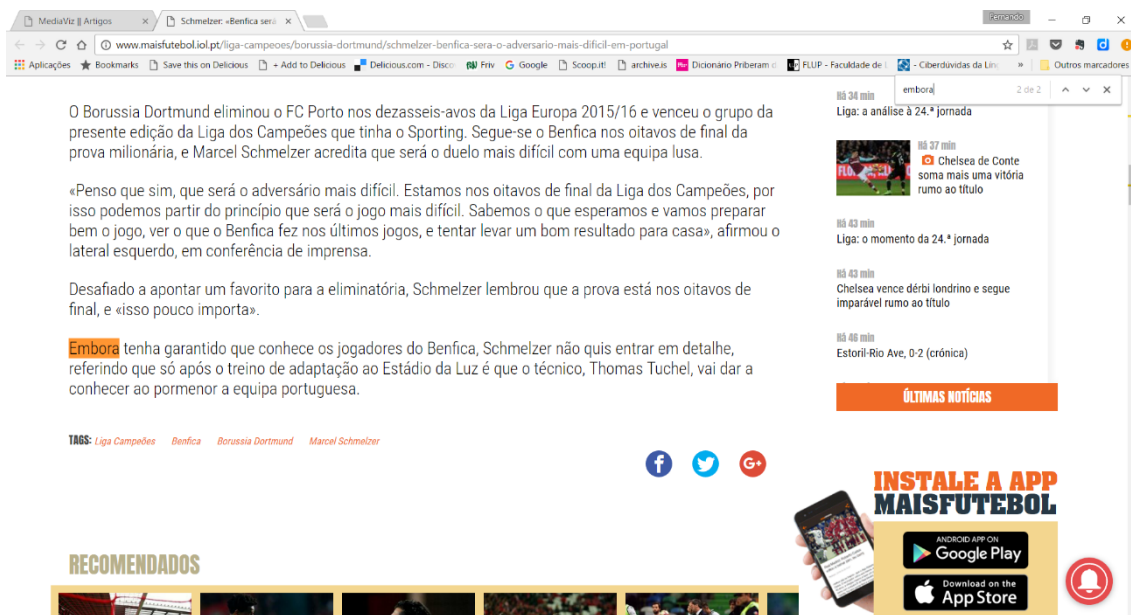 MediaViz || Artigos
Schmelzer: «Benfica será
Fernando
www.maisfutebol.iol.pt/liga-campeoes/borussia-dortmund/schmelzer-benfica-sera-o-adversario-mais-dificil-em-portugal
Aplicações Bookmarks Save this on Delicious + Add to Delicious Delicious.com - Disco Friv Google Scoop.it! archive.is Dicionário Priberam d FLUP - Faculdade de L - Ciberdúvidas da Líng » Outros marcadores
embora 2 de 2
O Borussia Dortmund eliminou o FC Porto nos dezasseis-avos da Liga Europa 2015/16 e venceu o grupo da
presente edição da Liga dos Campeões que tinha o Sporting. Segue-se o Benfica nos oitavos de final da
prova milionária, e Marcel Schmelzer acredita que será o duelo mais difícil com uma equipa lusa.
«Penso que sim, que será o adversário mais difícil. Estamos nos oitavos de final da Liga dos Campeões, por
isso podemos partir do princípio que será o jogo mais difícil. Sabemos o que esperamos e vamos preparar
bem o jogo, ver o que o Benfica fez nos últimos jogos, e tentar levar um bom resultado para casa», afirmou o
lateral esquerdo, em conferência de imprensa.
Desafiado a apontar um favorito para a eliminatória, Schmelzer lembrou que a prova está nos oitavos de
final, e «isso pouco importa».
Embora tenha garantido que conhece os jogadores do Benfica, Schmelzer não quis entrar em detalhe,
referindo que só após o treino de adaptação ao Estádio da Luz é que o técnico, Thomas Tuchel, vai dar a
conhecer ao pormenor a equipa portuguesa.
TAGS: Liga Campeões Benfica Borussia Dortmund Marcel Schmelzer
RECOMENDADOS
Há 34 min
Liga: a análise à 24.ª jornada
Há 37 min
Chelsea de Conte
soma mais uma vitória
rumo ao título
Há 43 min
Liga: o momento da 24.ª jornada
Há 43 min
Chelsea vence dérbi londrino e segue
imparável rumo ao título
Há 46 min
Estoril-Rio Ave, 0-2 (crónica)
ÚLTIMAS NOTÍCIAS
INSTALE A APP
MAISFUTEBOL
ANDROID APP ON
Google Play
Download on the
App Store